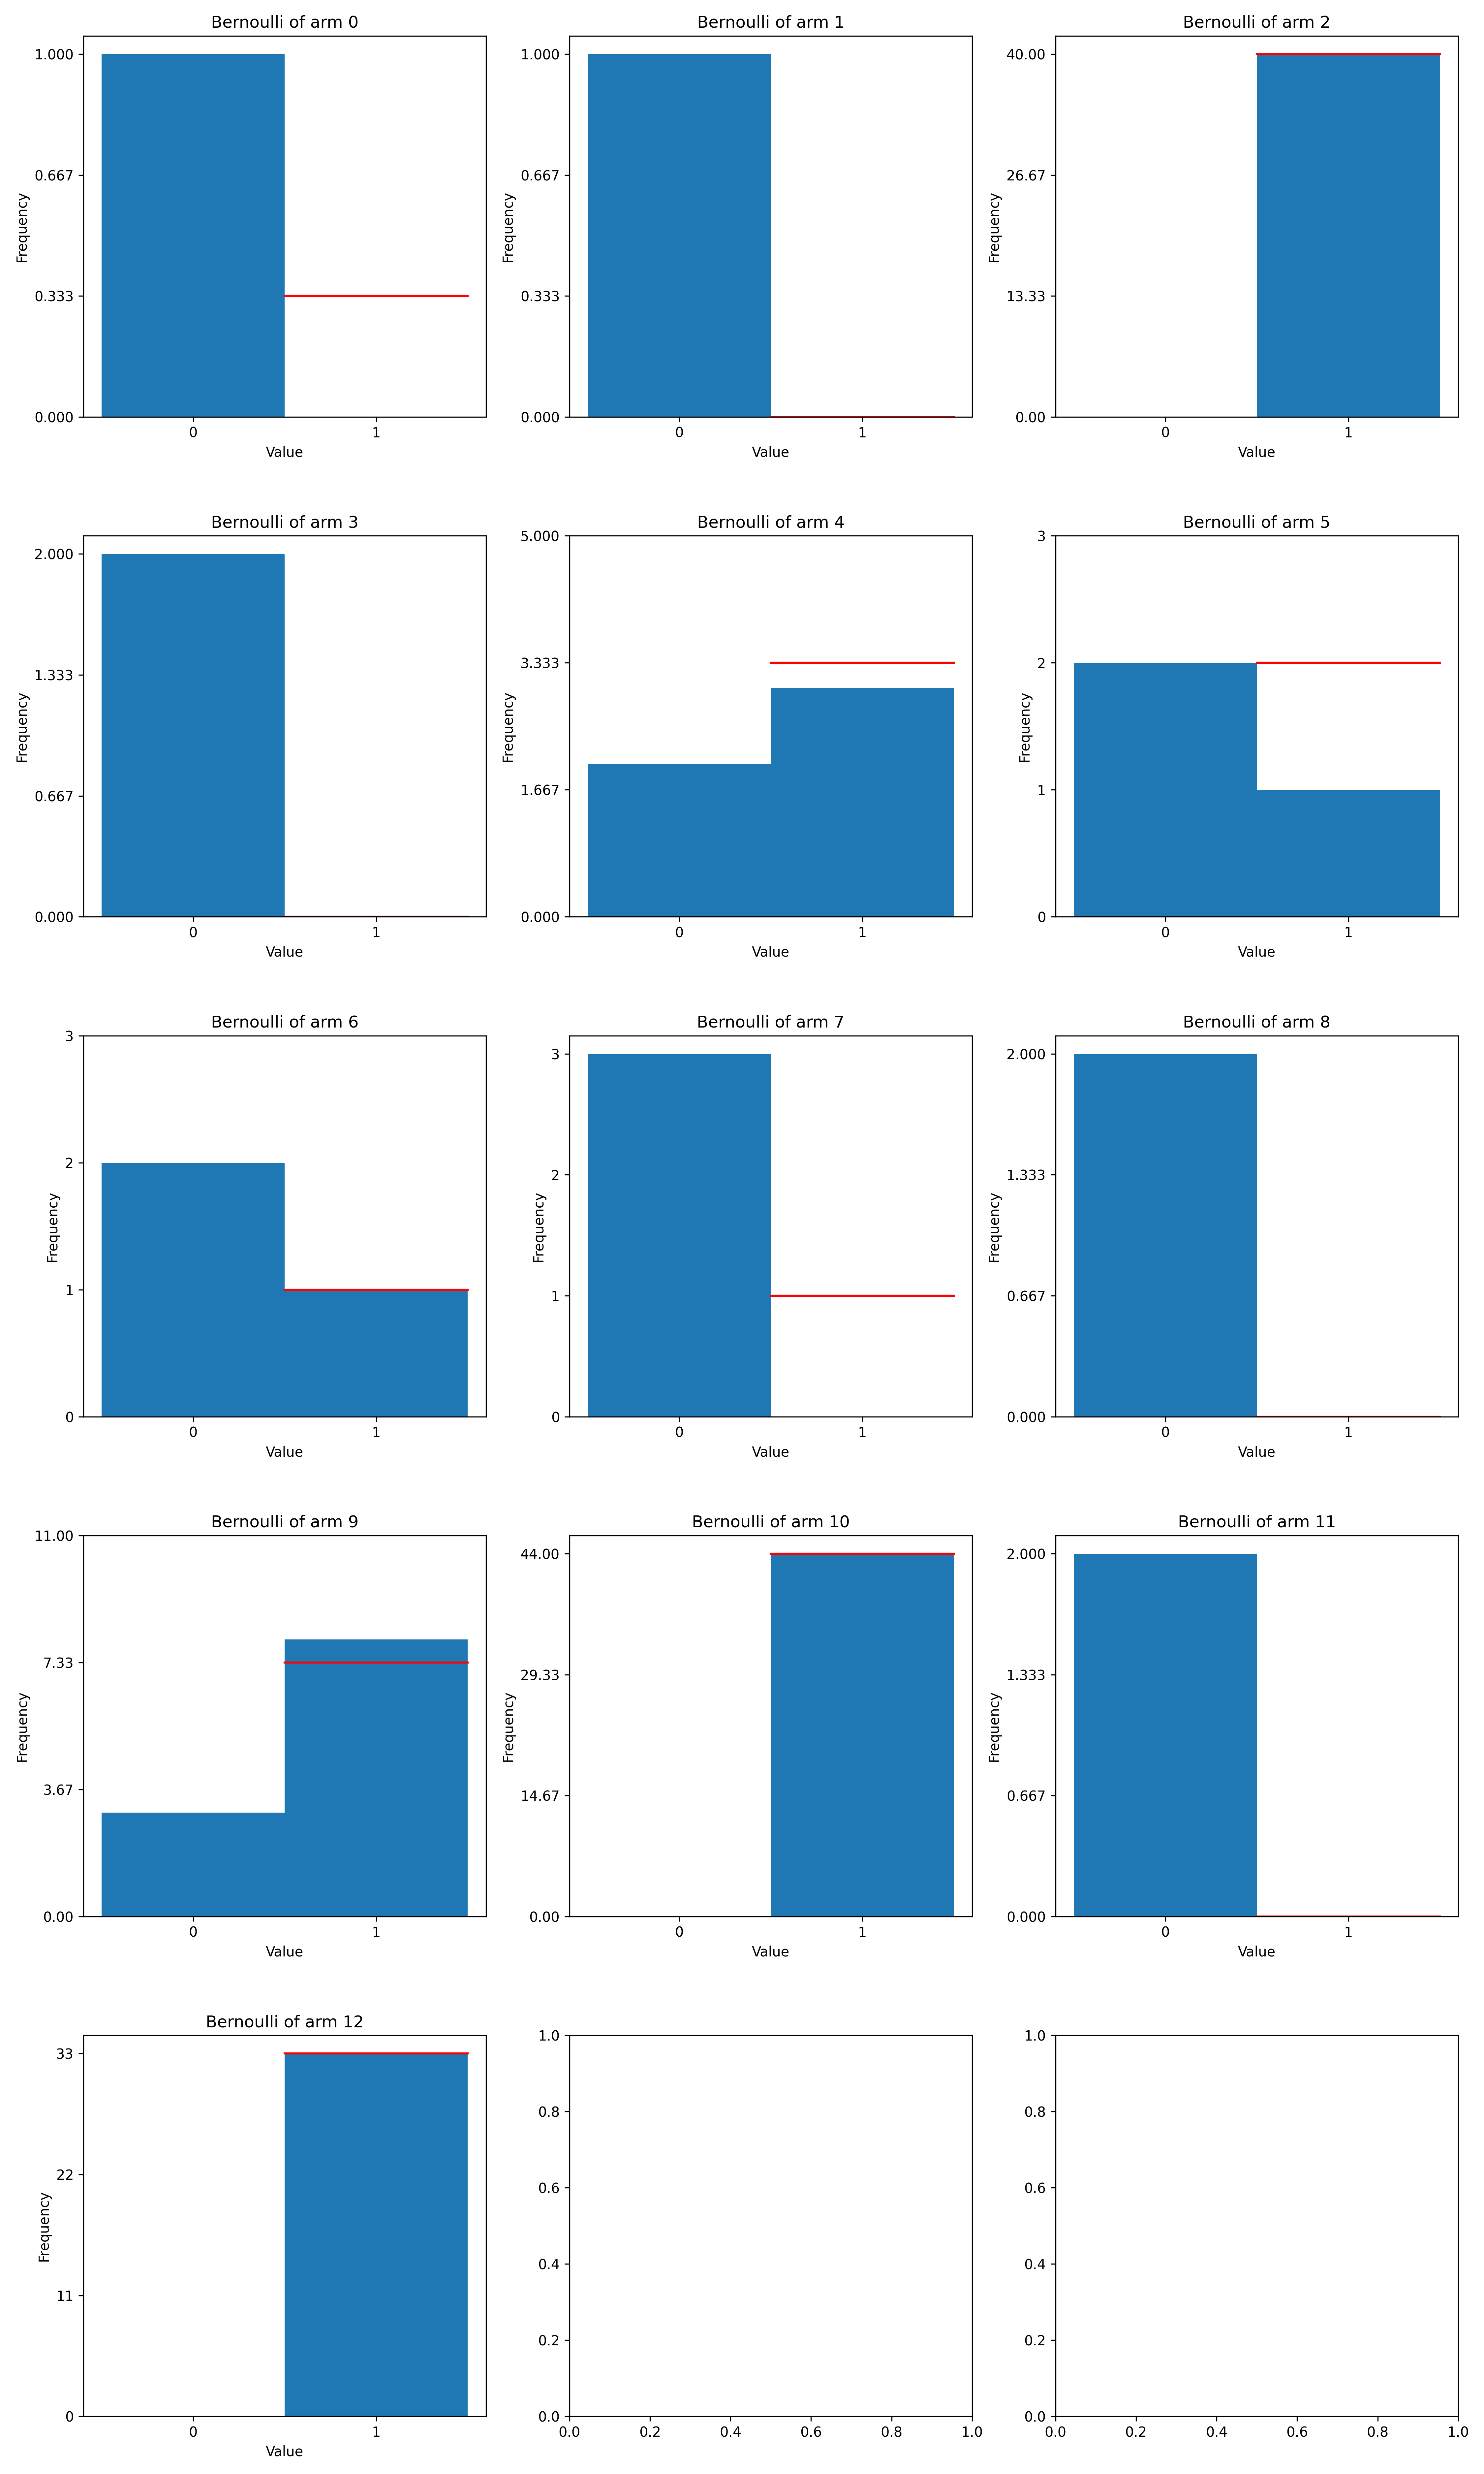 Bernoulli of arm 0
Bernoulli of arm 1
Bernoulli of arm 2
1.000
0.667
0.333
0.000
Frequency
0 1
Value
1.000
0.667
0.333
0.000
Frequency
0 1
Value
40.00
26.67
13.33
0.00
Frequency
0 1
Value
Bernoulli of arm 3
Bernoulli of arm 4
Bernoulli of arm 5
2.000
1.333
0.667
0.000
Frequency
0 1
Value
5.000
3.333
1.667
0.000
Frequency
0 1
Value
3
2
1
0
Frequency
0 1
Value
Bernoulli of arm 6
Bernoulli of arm 7
Bernoulli of arm 8
3
2
1
0
Frequency
0 1
Value
3
2
1
0
Frequency
0 1
Value
2.000
1.333
0.667
0.000
Frequency
0 1
Value
Bernoulli of arm 9
Bernoulli of arm 10
Bernoulli of arm 11
11.00
7.33
3.67
0.00
Frequency
0 1
Value
44.00
29.33
14.67
0.00
Frequency
0 1
Value
2.000
1.333
0.667
0.000
Frequency
0 1
Value
Bernoulli of arm 12
33
22
11
0
Frequency
0 1
Value
1.0
0.8
0.6
0.4
0.2
0.0
0.0 0.2 0.4 0.6 0.8 1.0
1.0
0.8
0.6
0.4
0.2
0.0
0.0 0.2 0.4 0.6 0.8 1.0